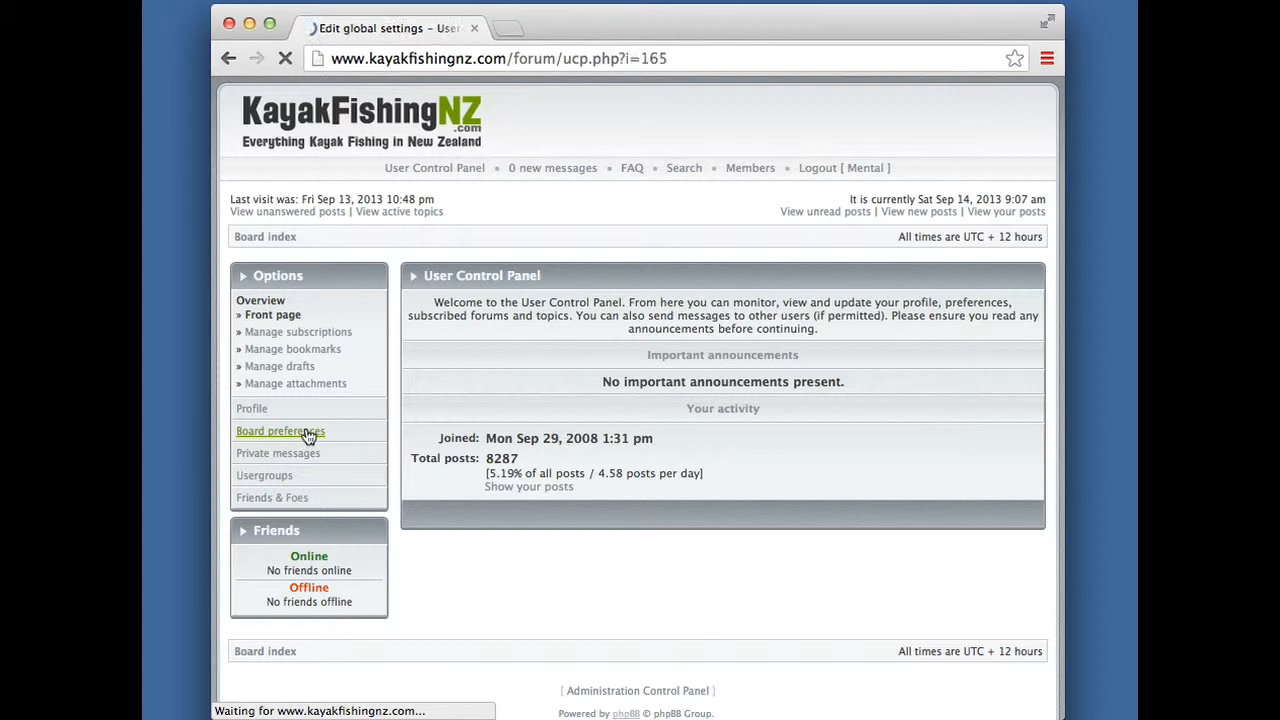 Edit global settings - User
www.kayakfishingnz.com/forum/ucp.php?i=165
KayakFishingNZ
.com
Everything Kayak Fishing in New Zealand
User Control Panel • 0 new messages • FAQ • Search • Members • Logout [ Mental ]
Last visit was: Fri Sep 13, 2013 10:48 pm
It is currently Sat Sep 14, 2013 9:07 am
View unanswered posts | View active topics
View unread posts | View new posts | View your posts
Board index
All times are UTC + 12 hours
Options
Overview
» Front page
» Manage subscriptions
» Manage bookmarks
» Manage drafts
» Manage attachments
Profile
Board preferences
Private messages
Usergroups
Friends & Foes
Friends
Online
No friends online
Offline
No friends offline
User Control Panel
Welcome to the User Control Panel. From here you can monitor, view and update your profile, preferences,
subscribed forums and topics. You can also send messages to other users (if permitted). Please ensure you read any
announcements before continuing.
Important announcements
No important announcements present.
Your activity
Joined: Mon Sep 29, 2008 1:31 pm
Total posts: 8287
[5.19% of all posts / 4.58 posts per day]
Show your posts
Board index
All times are UTC + 12 hours
[ Administration Control Panel ]
Powered by phpBB © phpBB Group.
Waiting for www.kayakfishingnz.com...